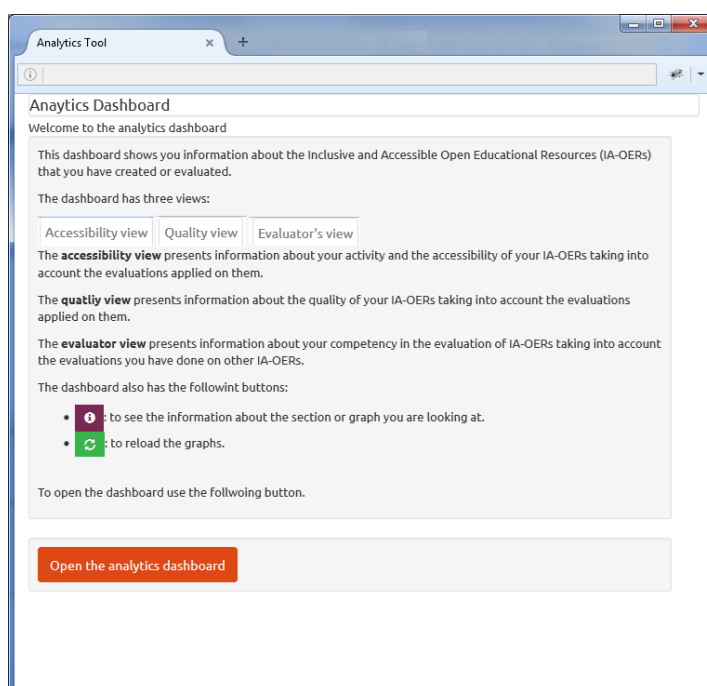 Analytics Tool
Anaytics Dashboard
Welcome to the analytics dashboard
This dashboard shows you information about the Inclusive and Accessible Open Educational Resources (IA-OERs)
that you have created or evaluated.
The dashboard has three views:
Accessibility view Quality view Evaluator's view
The accessibility view presents information about your activity and the accessibility of your IA-OERs taking into
account the evaluations applied on them.
The quatliy view presents information about the quality of your IA-OERs taking into account the evaluations
applied on them.
The evaluator view presents information about your competency in the evaluation of IA-OERs taking into account
the evaluations you have done on other IA-OERs.
The dashboard also has the followint buttons:
: to see the information about the section or graph you are looking at.
: to reload the graphs.
To open the dashboard use the follwoing button.
Open the analytics dashboard